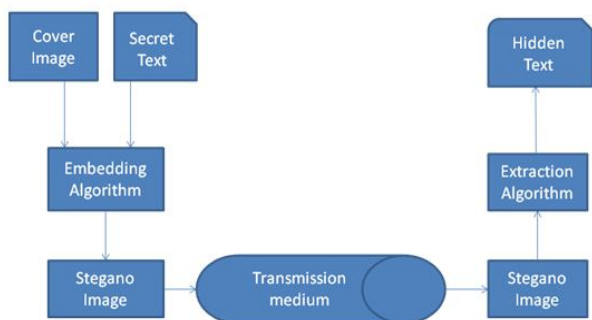 Cover
Image
Secret
Text
Hidden
Text
Embedding
Algorithm
Extraction
Algorithm
Stegano
Image
Transmission
medium
Stegano
Image